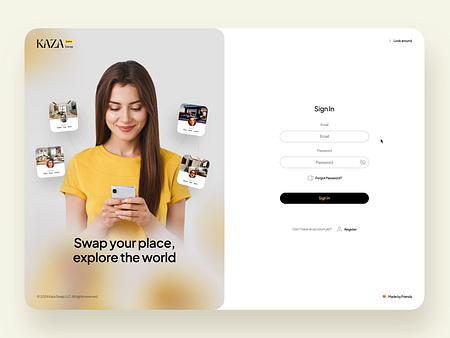 KAZA
Swap
Look around
Sign In
Email
Email
Password
Password
Forgot Password?
Sign in
Don't have an account yet? Register
Swap your place,
explore the world
© 2024 Kaza Swap LLC. All rights reserved.
Made by Friends